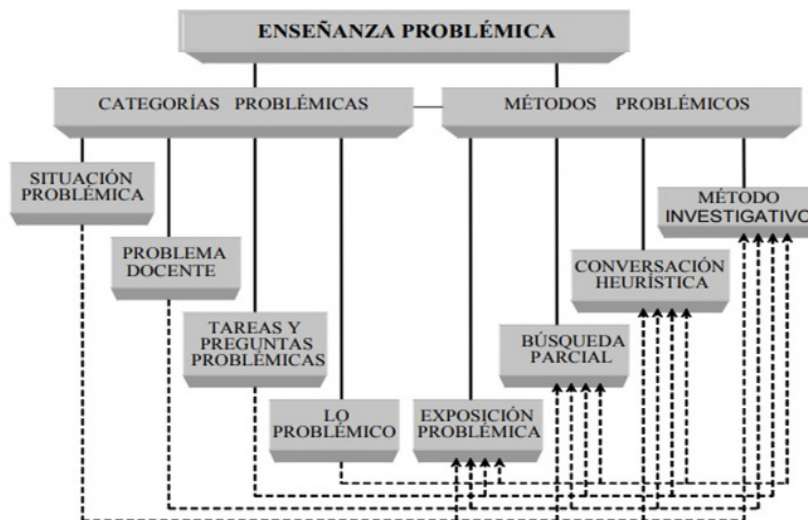 ENSEÑANZA PROBLÉMICA
CATEGORÍAS PROBLÉMICAS
MÉTODOS PROBLÉMICOS
SITUACIÓN
PROBLÉMICA
PROBLEMA
DOCENTE
TAREAS Y
PREGUNTAS
PROBLÉMICAS
LO
PROBLÉMICO
EXPOSICIÓN
PROBLÉMICA
BÚSQUEDA
PARCIAL
CONVERSACIÓN
HEURÍSTICA
MÉTODO
INVESTIGATIVO